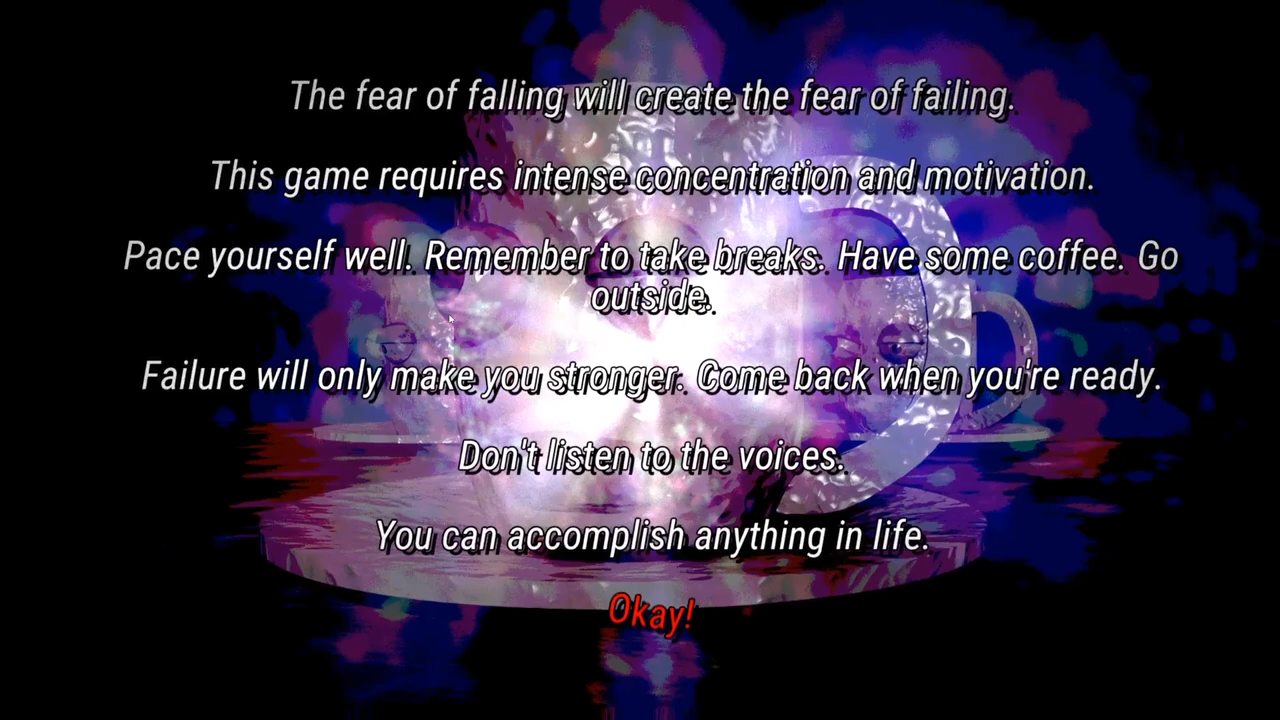 The fear of falling will create the fear of failing.
This game requires intense concentration and motivation.
Pace yourself well. Remember to take breaks. Have some coffee. Go
outside.
Failure will only make you stronger. Come back when you're ready.
Don't listen to the voices.
You can accomplish anything in life.
Okay!